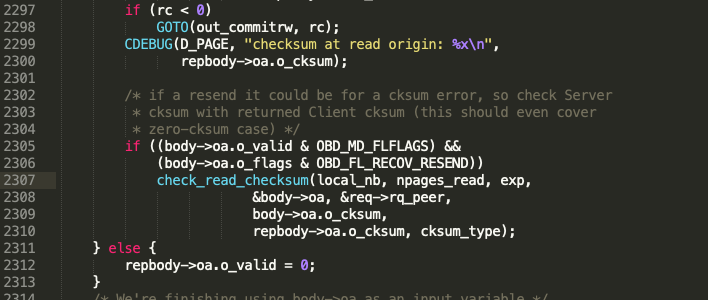 2297 if (rc < 0)
2298 GOTO(out_commitrw, rc);
2299 CDEBUG(D_PAGE, "checksum at read origin: %x\n",
2300 repbody->oa.o_cksum);
2301
2302 /* if a resend it could be for a cksum error, so check Server
2303 * cksum with returned Client cksum (this should even cover
2304 * zero-cksum case) */
2305 if ((body->oa.o_valid & OBD_MD_FLFLAGS) &&
2306 (body->oa.o_flags & OBD_FL_RECOV_RESEND))
2307 check_read_checksum(local_nb, npages_read, exp,
2308 &body->oa, &req->rq_peer,
2309 body->oa.o_cksum,
2310 repbody->oa.o_cksum, cksum_type);
2311 } else {
2312 repbody->oa.o_valid = 0;
2313 }
2314 /* We're finishing using body->oa as an input variable */